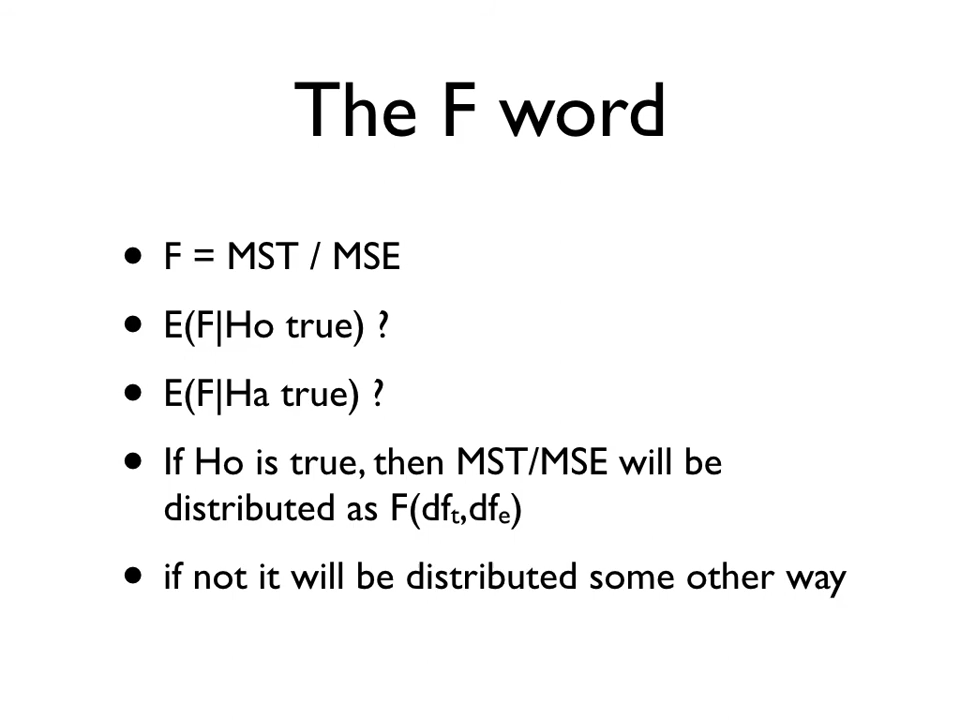 The F word
• F = MST / MSE
• E(F|Ho true) ?
• E(F|Ha true) ?
• If Ho is true, then MST/MSE will be
distributed as F(dfₜ,dfₑ)
• if not it will be distributed some other way